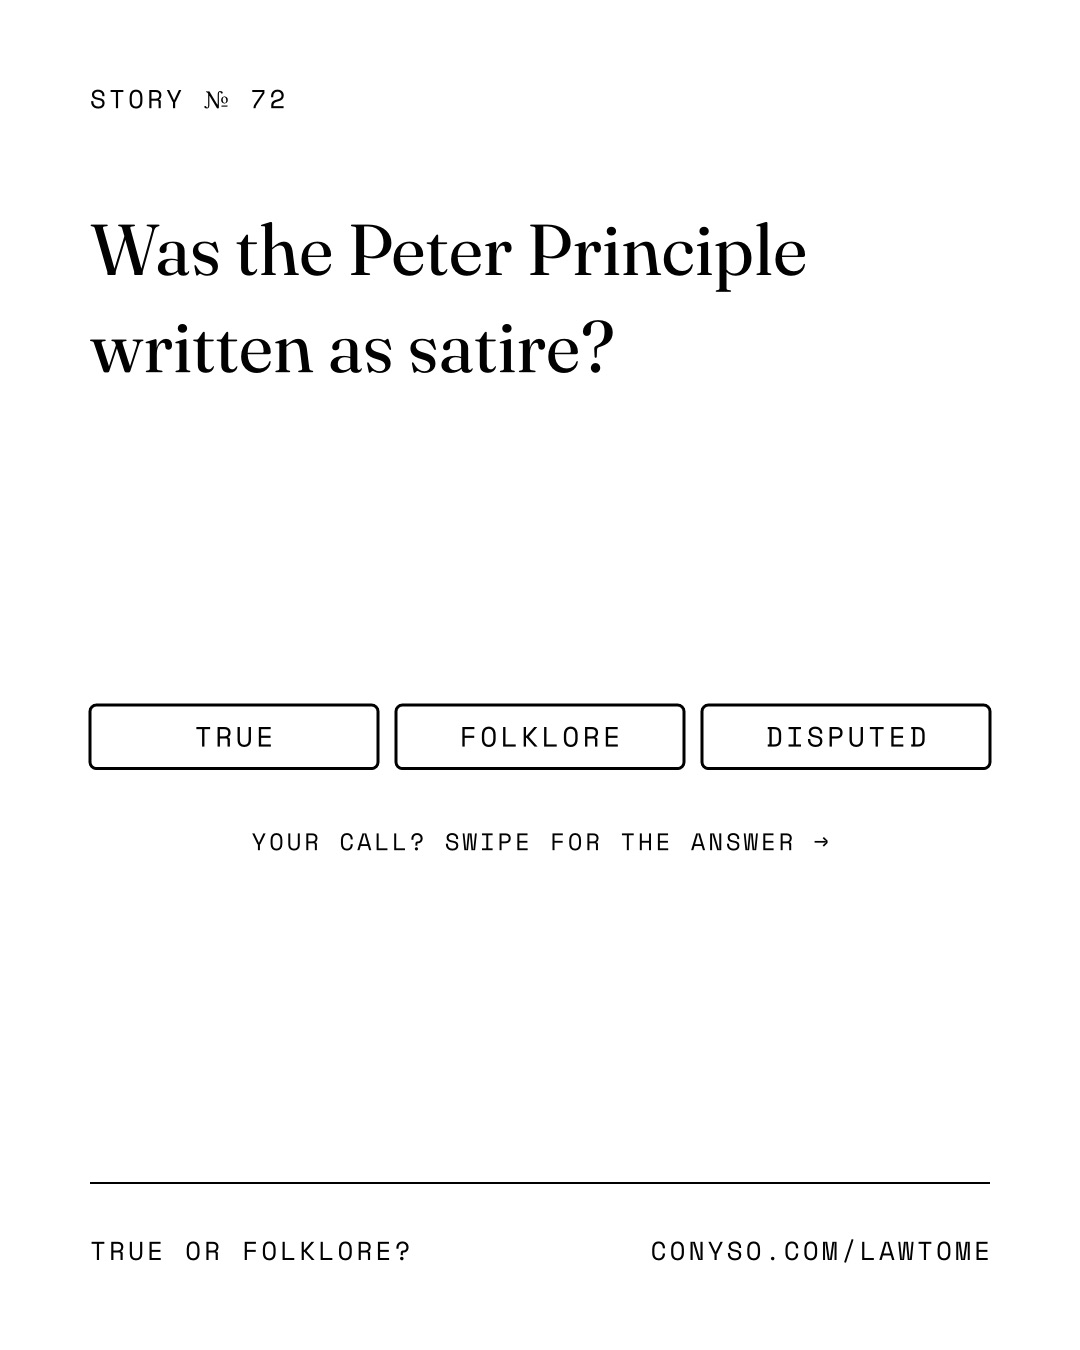 STORY № 72
Was the Peter Principle
written as satire?
TRUE
FOLKLORE
DISPUTED
YOUR CALL? SWIPE FOR THE ANSWER →
TRUE OR FOLKLORE?
CONYSO.COM/LAWTOME